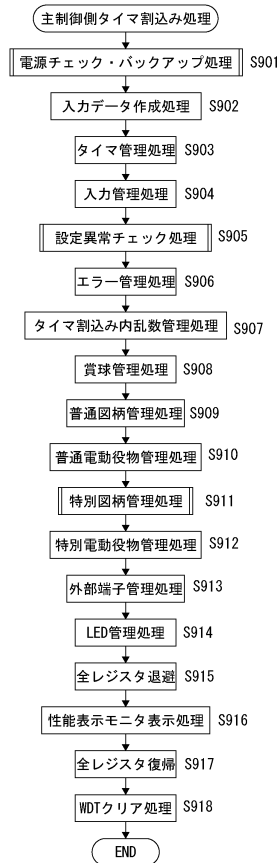 主制御側タイマ割込み処理
電源チェック・バックアップ処理 S901
入力データ作成処理 S902
タイマ管理処理 S903
入力管理処理 S904
設定異常チェック処理 S905
エラー管理処理 S906
タイマ割込み内乱数管理処理 S907
賞球管理処理 S908
普通図柄管理処理 S909
普通電動役物管理処理 S910
特別図柄管理処理 S911
特別電動役物管理処理 S912
外部端子管理処理 S913
LED管理処理 S914
全レジスタ退避 S915
性能表示モニタ表示処理 S916
全レジスタ復帰 S917
WDTクリア処理 S918
END